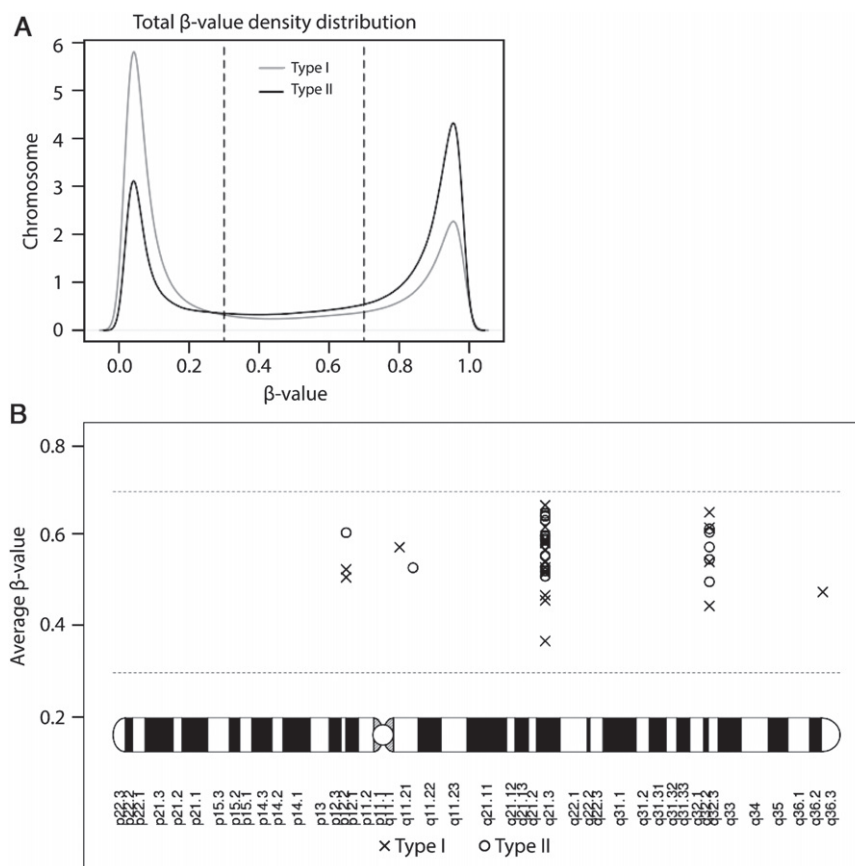 A
Total β-value density distribution
Type I
Type II
Chromosome
6
5
4
3
2
1
0
0.0 0.2 0.4 0.6 0.8 1.0
β-value
B
Average β-value
0.8
0.6
0.4
0.2
p22.3 p22.2 p22.1 p21.3 p21.2 p21.1 p15.3 p15.2 p15.1 p14.3 p14.2 p14.1 p13 p12.3 p12.2 p12.1 p11.2 p11.1 q11.1 q11.21 q11.22 q11.23 q21.11 q21.12 q21.13 q21.2 q21.3 q22.1 q22.2 q22.3 q31.1 q31.2 q31.31 q31.32 q31.33 q32.1 q32.2 q32.3 q33 q34 q35 q36.1 q36.2 q36.3
Type I Type II